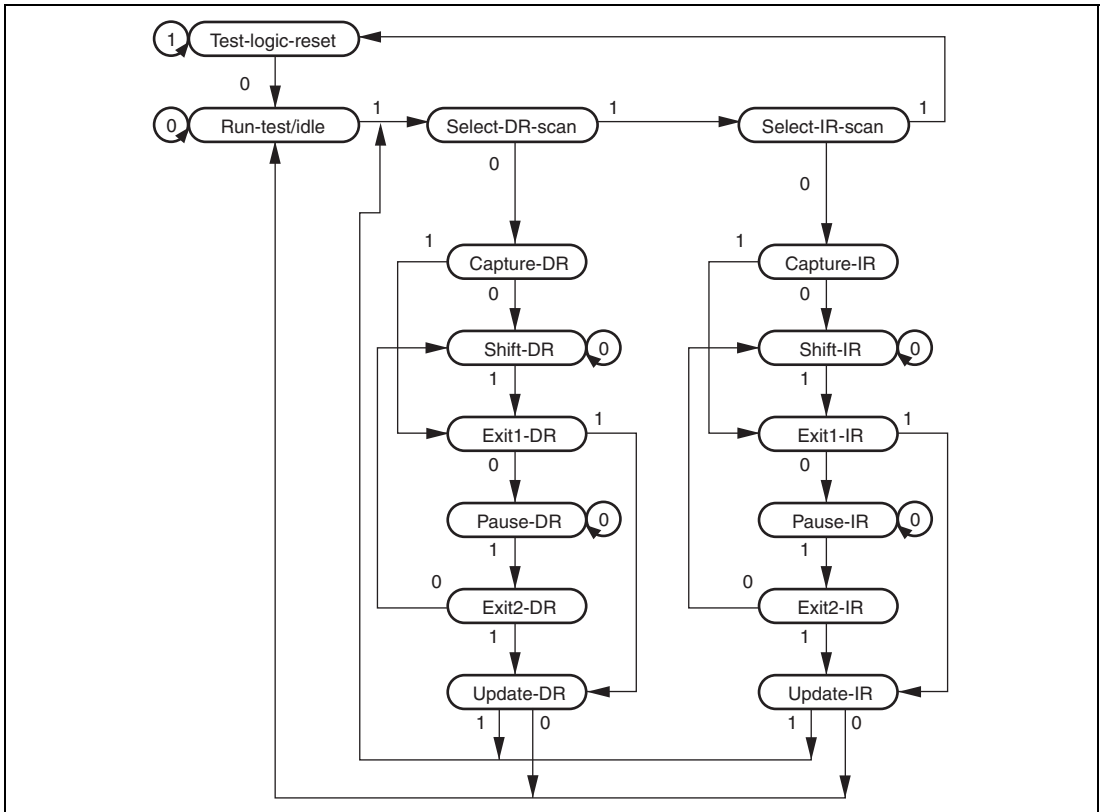 1 Test-logic-reset
0
0 Run-test/idle 1 Select-DR-scan 1 Select-IR-scan 1
0 0
1 Capture-DR 1 Capture-IR
0 0
Shift-DR 0 Shift-IR 0
1 1
Exit1-DR 1 Exit1-IR 1
0 0
Pause-DR 0 Pause-IR 0
1 1
0 Exit2-DR 0 Exit2-IR
1 1
Update-DR Update-IR
1 0 1 0